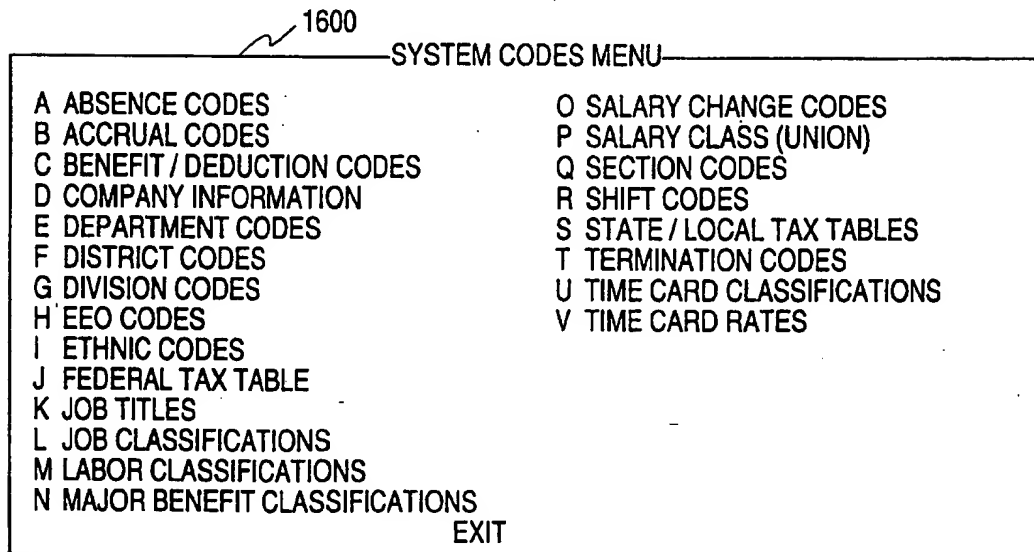 1600
SYSTEM CODES MENU
A ABSENCE CODES
B ACCRUAL CODES
C BENEFIT / DEDUCTION CODES
D COMPANY INFORMATION
E DEPARTMENT CODES
F DISTRICT CODES
G DIVISION CODES
H EEO CODES
I ETHNIC CODES
J FEDERAL TAX TABLE
K JOB TITLES
L JOB CLASSIFICATIONS
M LABOR CLASSIFICATIONS
N MAJOR BENEFIT CLASSIFICATIONS
O SALARY CHANGE CODES
P SALARY CLASS (UNION)
Q SECTION CODES
R SHIFT CODES
S STATE / LOCAL TAX TABLES
T TERMINATION CODES
U TIME CARD CLASSIFICATIONS
V TIME CARD RATES
EXIT